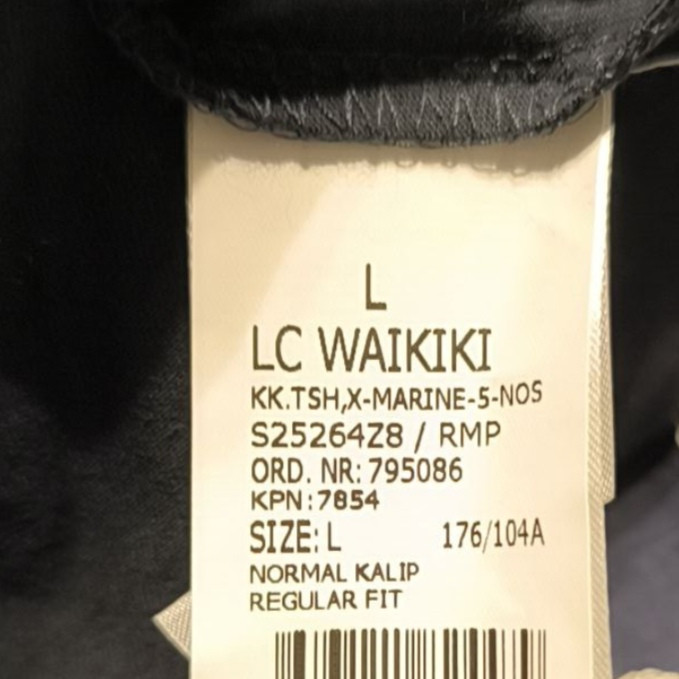 L
LC WAIKIKI
KK.TSH,X-MARINE-5-NOS
S25264Z8 / RMP
ORD. NR: 795086
KPN:7854
SIZE: L 176/104A
NORMAL KALIP
REGULAR FIT